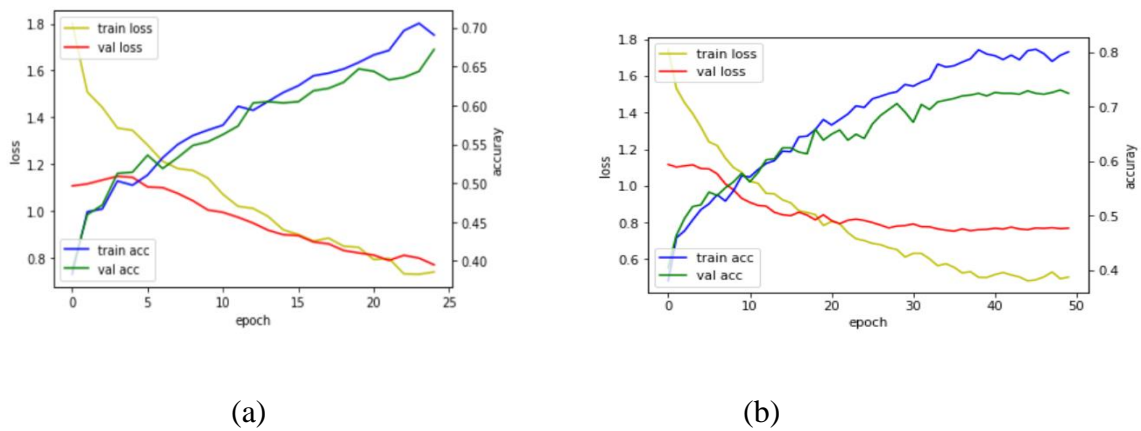 train loss
val loss
train acc
val acc
1.8
1.6
1.4
1.2
1.0
0.8
loss
0.70
0.65
0.60
0.55
0.50
0.45
0.40
accuray
0 5 10 15 20 25
epoch
(a)
train loss
val loss
train acc
val acc
1.8
1.6
1.4
1.2
1.0
0.8
0.6
loss
0.8
0.7
0.6
0.5
0.4
accuray
0 10 20 30 40 50
epoch
(b)